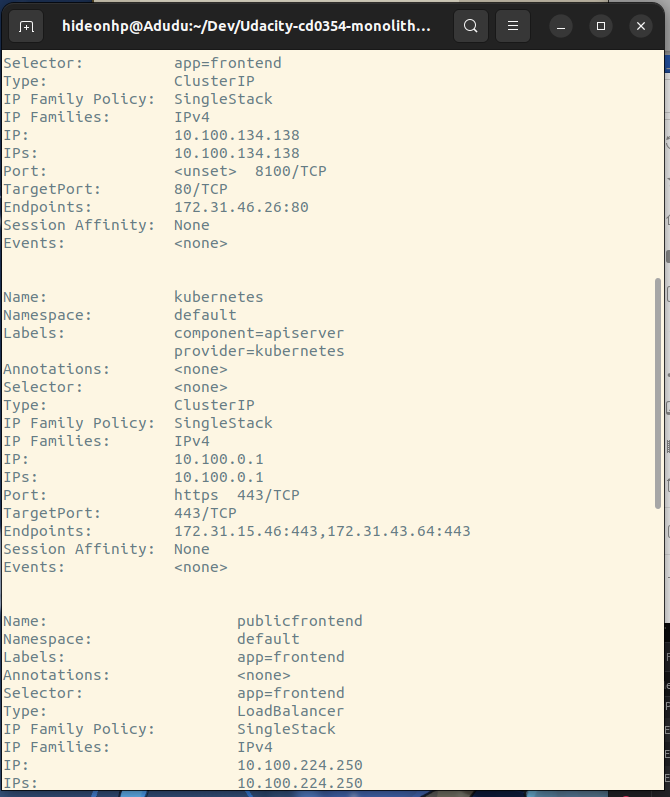 hideonhp@Adudu:~/Dev/Udacity-cd0354-monolith...
Selector:          app=frontend
Type:              ClusterIP
IP Family Policy:  SingleStack
IP Families:       IPv4
IP:                10.100.134.138
IPs:               10.100.134.138
Port:              <unset>  8100/TCP
TargetPort:        80/TCP
Endpoints:         172.31.46.26:80
Session Affinity:  None
Events:            <none>
Name:              kubernetes
Namespace:         default
Labels:            component=apiserver
                   provider=kubernetes
Annotations:       <none>
Selector:          <none>
Type:              ClusterIP
IP Family Policy:  SingleStack
IP Families:       IPv4
IP:                10.100.0.1
IPs:               10.100.0.1
Port:              https  443/TCP
TargetPort:        443/TCP
Endpoints:         172.31.15.46:443,172.31.43.64:443
Session Affinity:  None
Events:            <none>
Name:                     publicfrontend
Namespace:                default
Labels:                   app=frontend
Annotations:              <none>
Selector:                 app=frontend
Type:                     LoadBalancer
IP Family Policy:         SingleStack
IP Families:              IPv4
IP:                       10.100.224.250
IPs:                      10.100.224.250